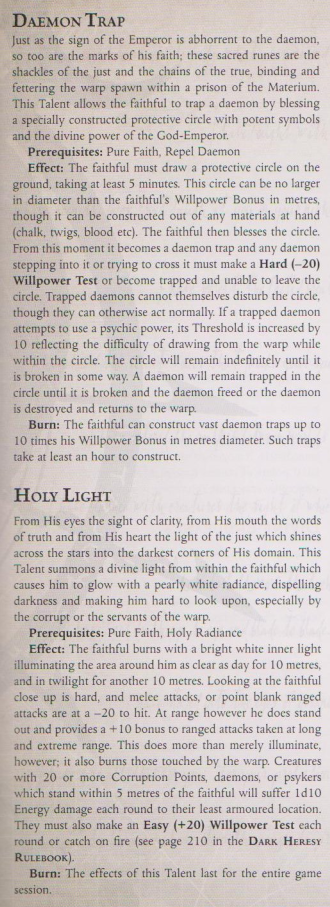 DAEMON TRAP
Just as the sign of the Emperor is abhorrent to the daemon,
so too are the marks of his faith; these sacred runes are the
shackles of the just and the chains of the true, binding and
fettering the warp spawn within a prison of the Materium.
This Talent allows the faithful to trap a daemon by blessing
a specially constructed protective circle with potent symbols
and the divine power of the God-Emperor.
Prerequisites: Pure Faith, Repel Daemon
Effect: The faithful must draw a protective circle on
the ground, taking at least 5 minutes. This circle can be no larger
in diameter than the faithful's Willpower Bonus in metres,
though it can be constructed out of any materials at hand
(chalk, twigs, blood etc). The faithful then blesses the circle.
From this moment it becomes a daemon trap and any daemon
stepping into it or trying to cross it must make a Hard (–20)
Willpower Test or become trapped and unable to leave the
circle. Trapped daemons cannot themselves disturb the circle,
though they can otherwise act normally. If a trapped daemon
attempts to use a psychic power, its Threshold is increased by
10 reflecting the difficulty of drawing from the warp while
within the circle. The circle will remain indefinitely until it
is broken in some way. A daemon will remain trapped in the
circle until it is broken and the daemon freed or the daemon
is destroyed and returns to the warp.
Burn: The faithful can construct vast daemon traps up to
10 times his Willpower Bonus in metres diameter. Such traps
take at least an hour to construct.
HOLY LIGHT
From His eyes the sight of clarity, from His mouth the words
of truth and from His heart the light of the just which shines
across the stars into the darkest corners of His domain. This
Talent summons a divine light from within the faithful which
causes him to glow with a pearly white radiance, dispelling
darkness and making him hard to look upon, especially by
the corrupt or the servants of the warp.
Prerequisites: Pure Faith, Holy Radiance
Effect: The faithful burns with a bright white inner light
illuminating the area around him as clear as day for 10 metres,
and in twilight for another 10 metres. Looking at the faithful
close up is hard, and melee attacks, or point blank ranged
attacks are at a –20 to hit. At range however he does stand
out and provides a +10 bonus to ranged attacks taken at long
and extreme range. This does more than merely illuminate,
however; it also burns those touched by the warp. Creatures
with 20 or more Corruption Points, daemons, or psykers
which stand within 5 metres of the faithful will suffer 1d10
Energy damage each round to their least armoured location.
They must also make an Easy (+20) Willpower Test each
round or catch on fire (see page 210 in the DARK HERESY
RULEBOOK).
Burn: The effects of this Talent last for the entire game
session.